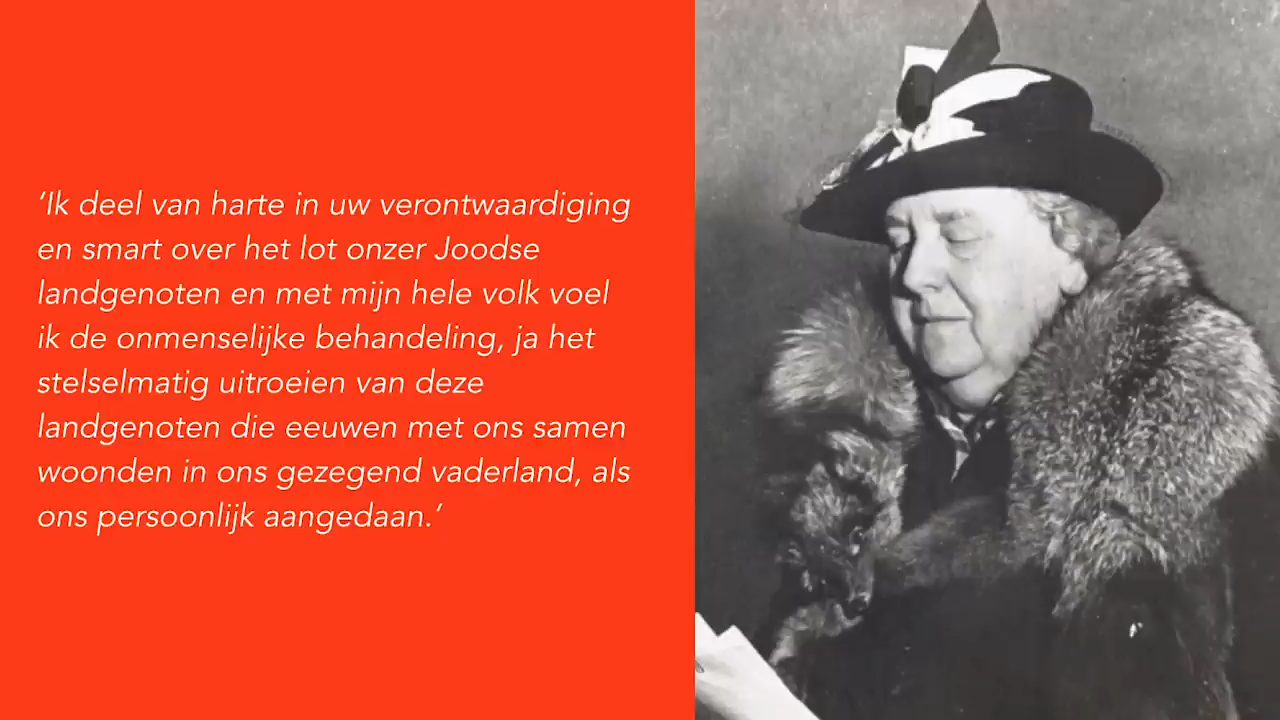 ‘Ik deel van harte in uw verontwaardiging
en smart over het lot onzer Joodse
landgenoten en met mijn hele volk voel
ik de onmenselijke behandeling, ja het
stelselmatig uitroeien van deze
landgenoten die eeuwen met ons samen
woonden in ons gezegend vaderland, als
ons persoonlijk aangedaan.’